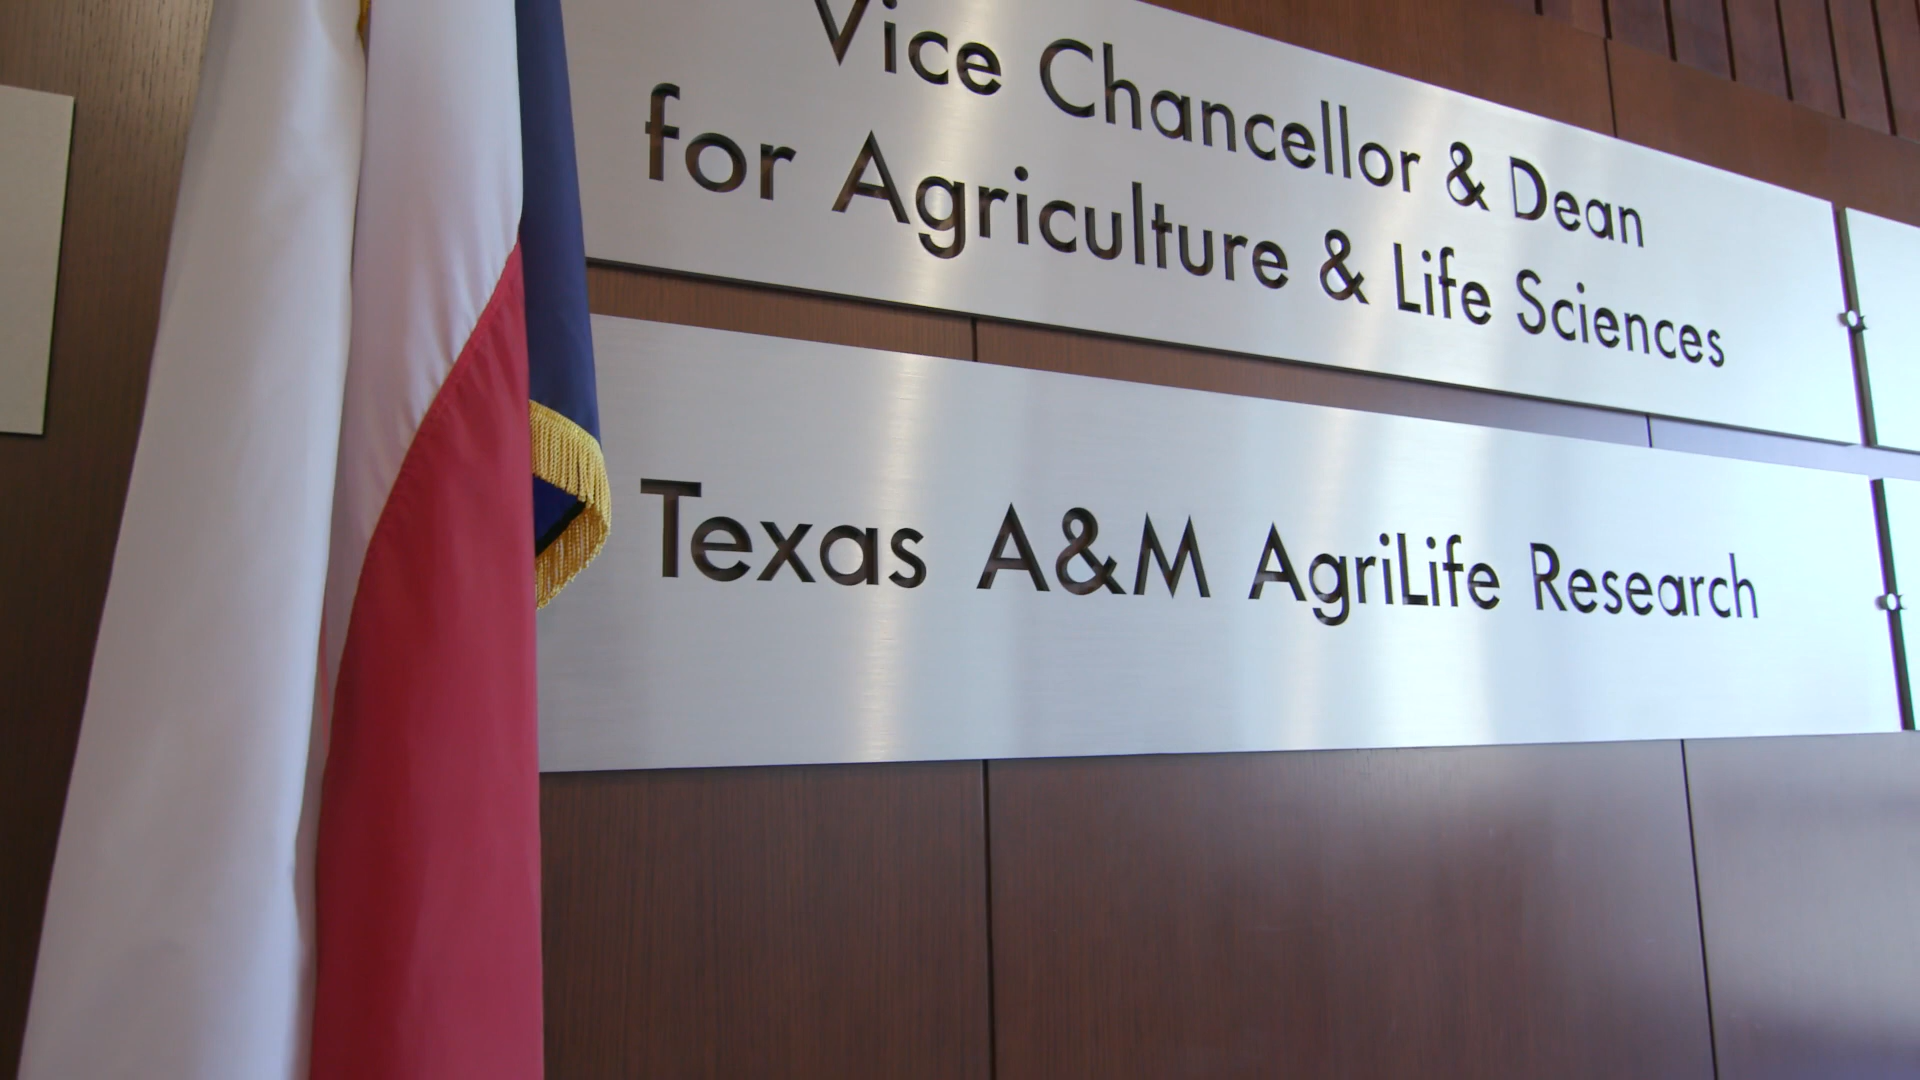 Vice Chancellor & Dean
for Agriculture & Life Sciences
Texas A&M AgriLife Research